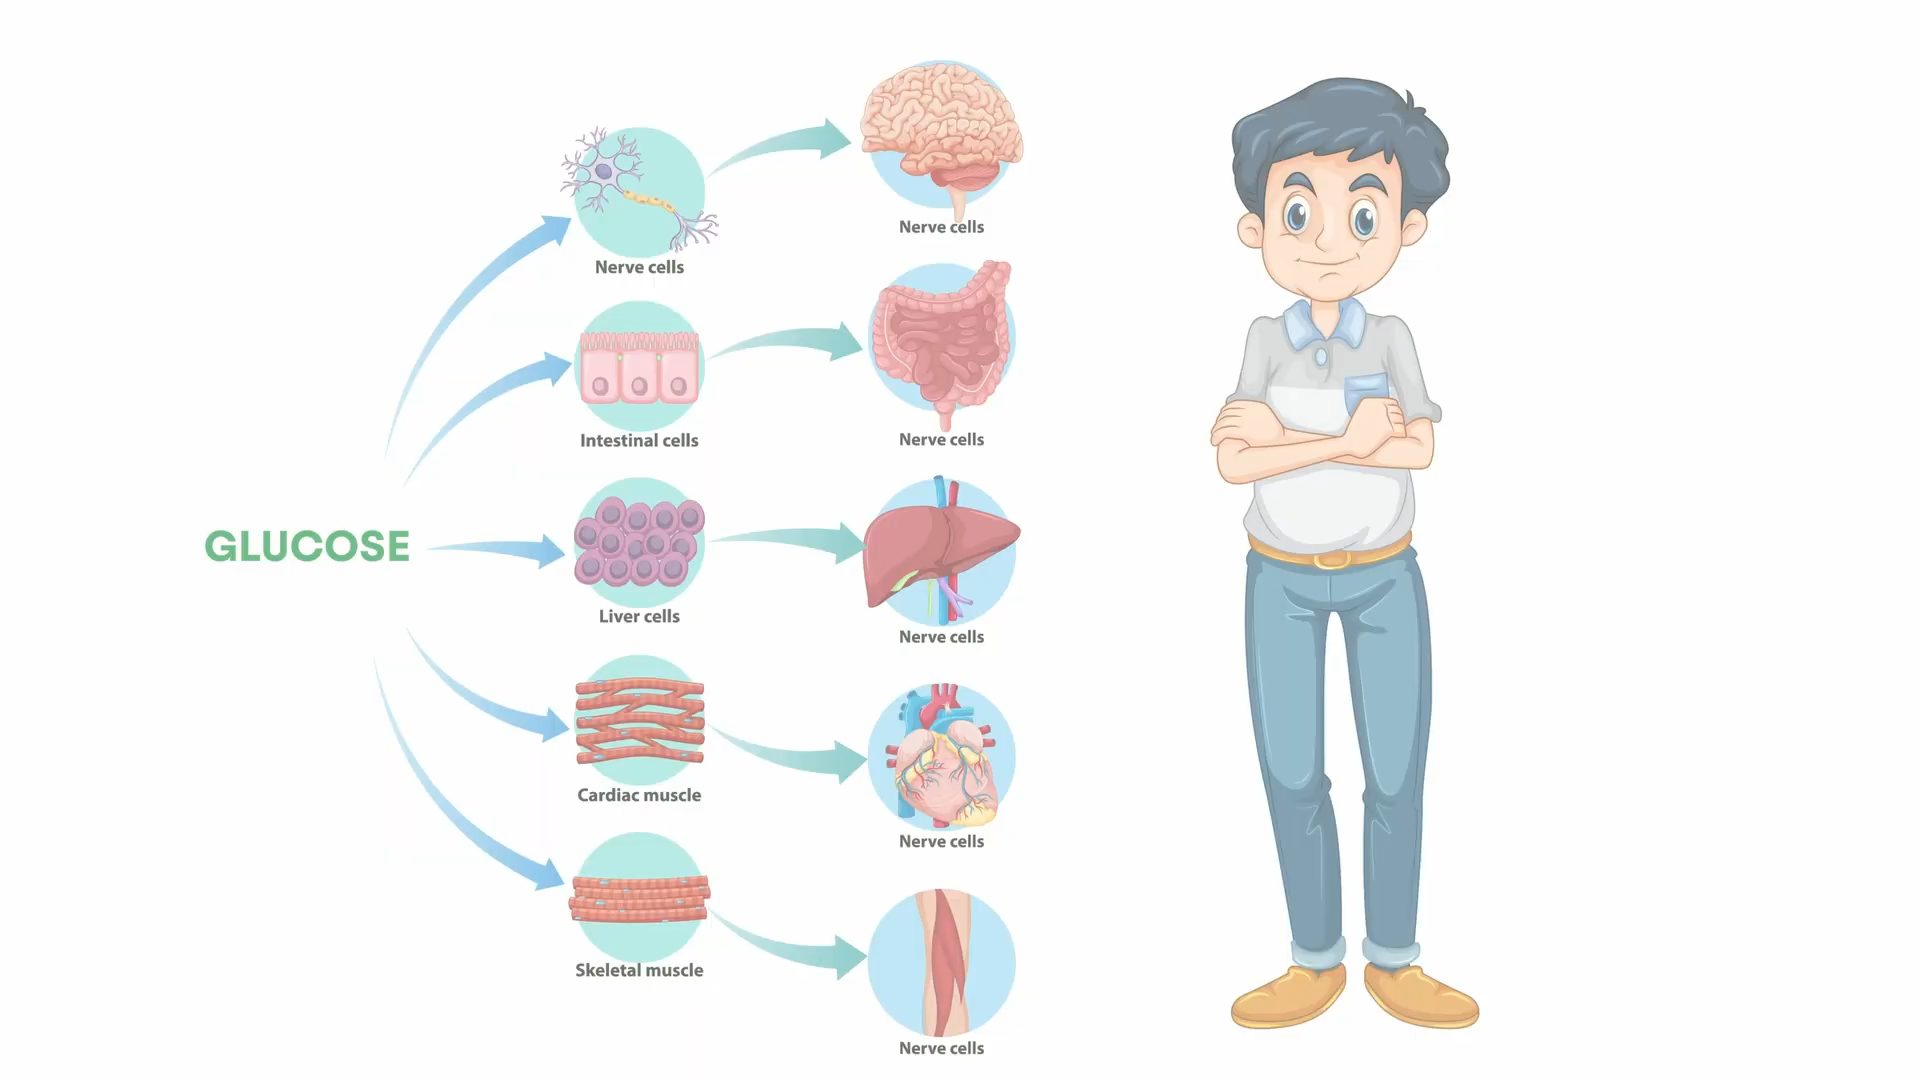 GLUCOSE
Nerve cells
Intestinal cells
Liver cells
Cardiac muscle
Skeletal muscle
Nerve cells
Nerve cells
Nerve cells
Nerve cells
Nerve cells